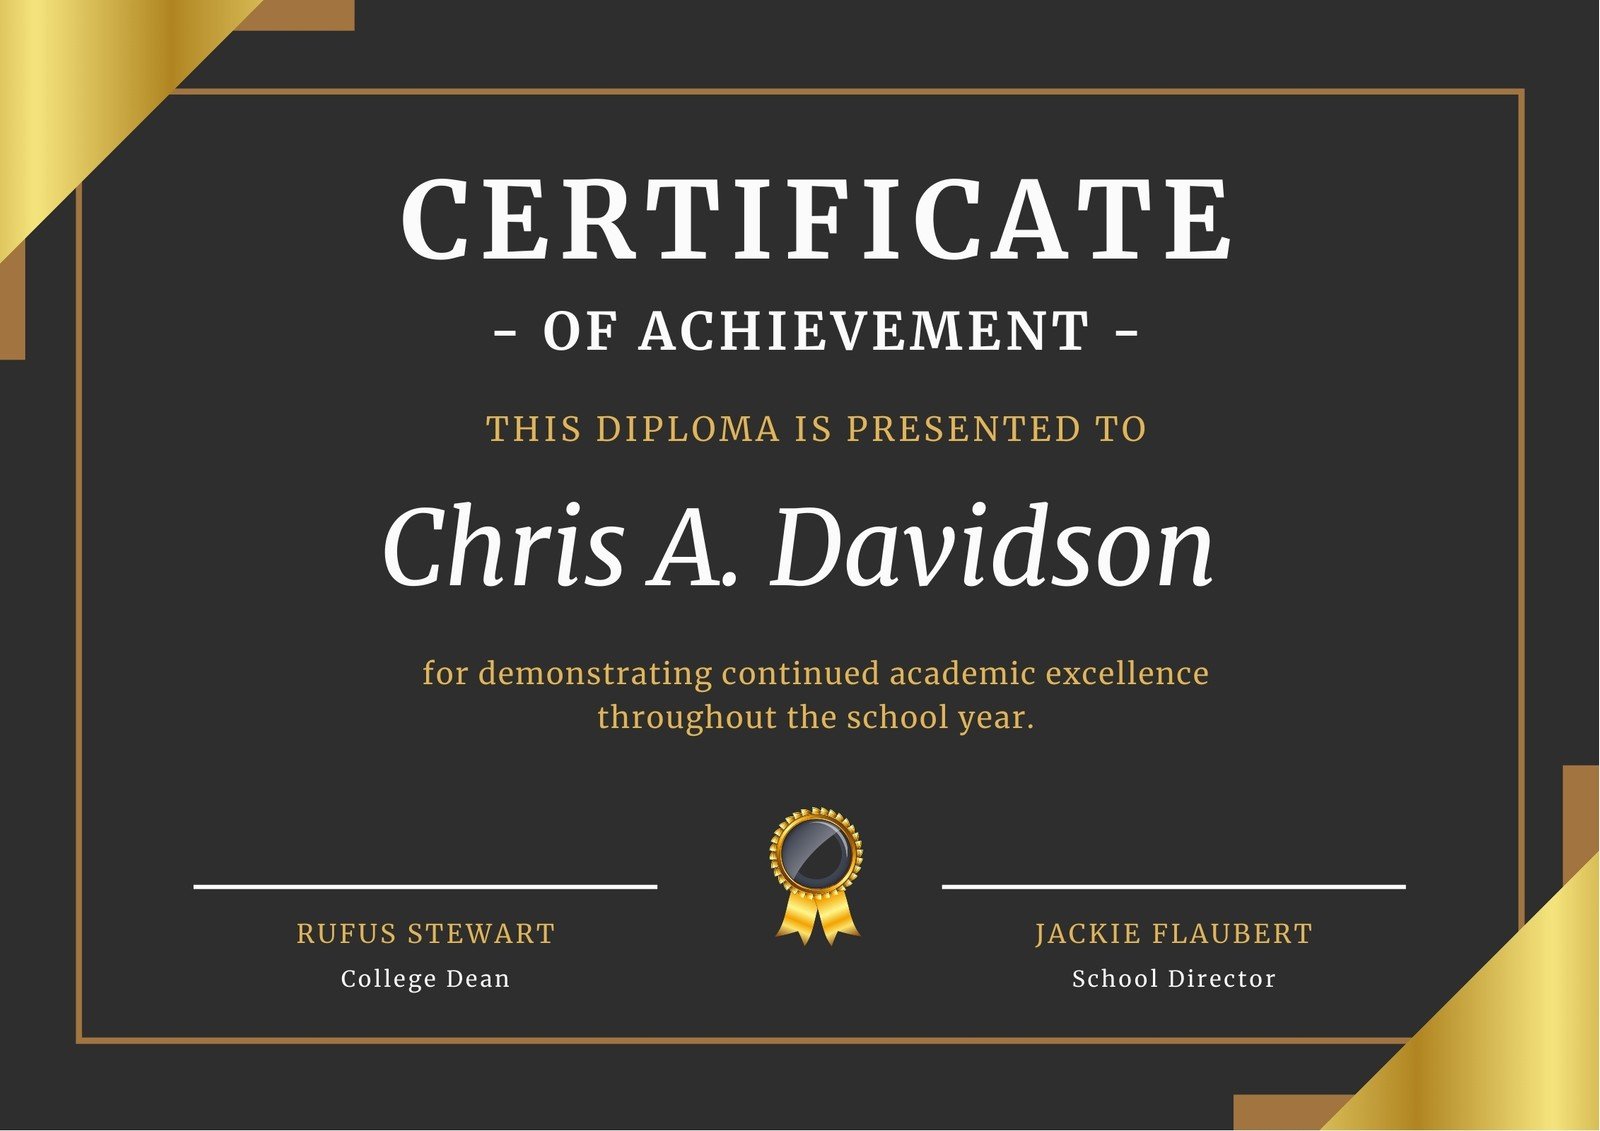 CERTIFICATE
- OF ACHIEVEMENT -
THIS DIPLOMA IS PRESENTED TO
Chris A. Davidson
for demonstrating continued academic excellence
throughout the school year.
RUFUS STEWART
College Dean
JACKIE FLAUBERT
School Director